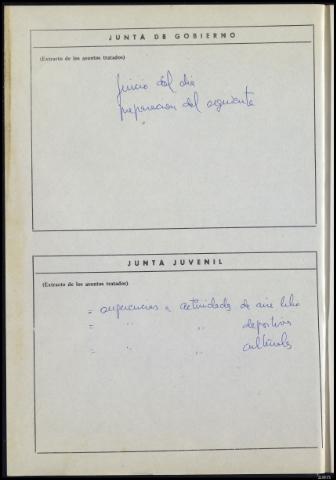 JUNTA DE GOBIERNO
(Extracto de los asuntos tratados)
Juicio del dia
preparacion del siguiente
JUNTA JUVENIL
(Extracto de los asuntos tratados)
= sugerencias a actividades de aire libre
= " " deportivas
= " " culturales